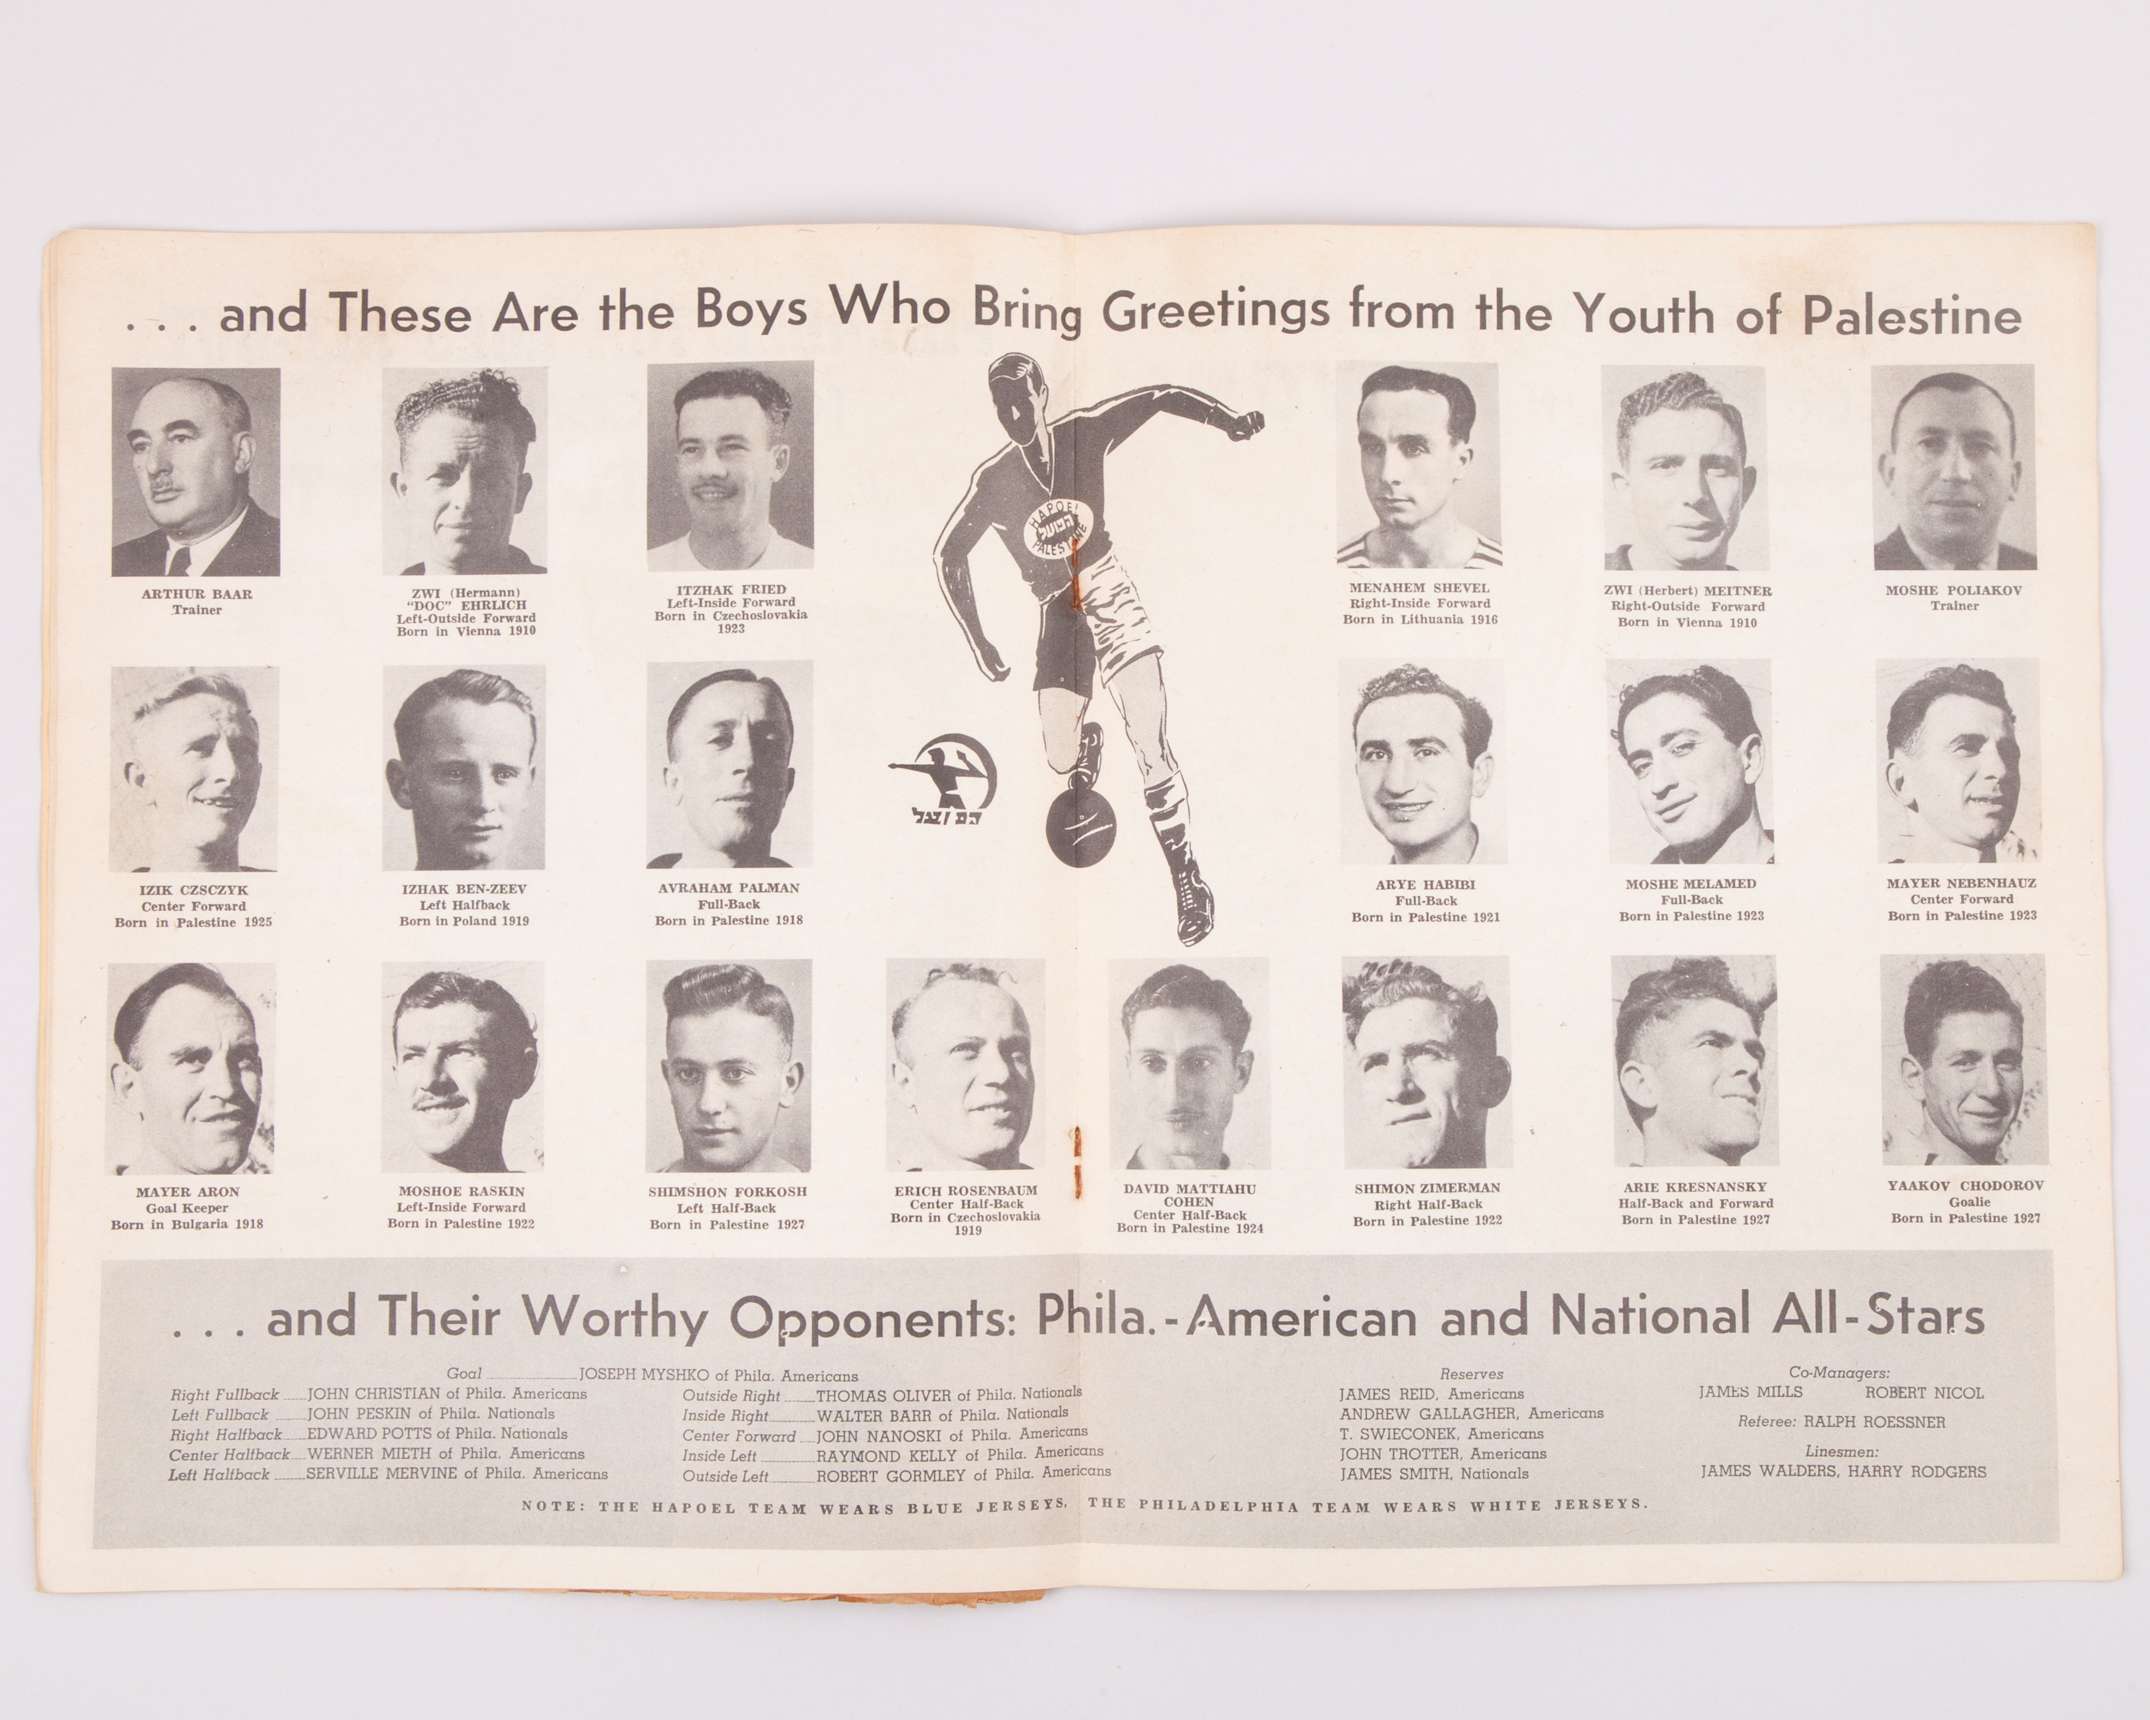 . . . and These Are the Boys Who Bring Greetings from the Youth of Palestine
ARTHUR BAAR
Trainer
ZWI (Hermann)
"DOC" EHRLICH
Left-Outside Forward
Born in Vienna 1910
ITZHAK FRIED
Left-Inside Forward
Born in Czechoslovakia
1923
HAPOEL
הפועל
PALESTINE
MENAHEM SHEVEL
Right-Inside Forward
Born in Lithuania 1916
ZWI (Herbert) MEITNER
Right-Outside Forward
Born in Vienna 1910
MOSHE POLIAKOV
Trainer
IZIK CZSCZYK
Center Forward
Born in Palestine 1925
IZHAK BEN-ZEEV
Left Halfback
Born in Poland 1919
AVRAHAM PALMAN
Full-Back
Born in Palestine 1918
הפועל
ARYE HABIBI
Full-Back
Born in Palestine 1921
MOSHE MELAMED
Full-Back
Born in Palestine 1923
MAYER NEBENHAUZ
Center Forward
Born in Palestine 1923
MAYER ARON
Goal Keeper
Born in Bulgaria 1918
MOSHOE RASKIN
Left-Inside Forward
Born in Palestine 1922
SHIMSHON FORKOSH
Left Half-Back
Born in Palestine 1927
ERICH ROSENBAUM
Center Half-Back
Born in Czechoslovakia
1919
DAVID MATTIAHU
COHEN
Center Half-Back
Born in Palestine 1924
SHIMON ZIMERMAN
Right Half-Back
Born in Palestine 1922
ARIE KRESNANSKY
Half-Back and Forward
Born in Palestine 1927
YAAKOV CHODOROV
Goalie
Born in Palestine 1927
. . . and Their Worthy Opponents: Phila.-American and National All-Stars
Goal JOSEPH MYSHKO of Phila. Americans
Right Fullback JOHN CHRISTIAN of Phila. Americans
Left Fullback JOHN PESKIN of Phila. Nationals
Right Halfback EDWARD POTTS of Phila. Nationals
Center Halfback WERNER MIETH of Phila. Americans
Left Halfback SERVILLE MERVINE of Phila. Americans
Outside Right THOMAS OLIVER of Phila. Nationals
Inside Right WALTER BARR of Phila. Nationals
Center Forward JOHN NANOSKI of Phila. Americans
Inside Left RAYMOND KELLY of Phila. Americans
Outside Left ROBERT GORMLEY of Phila. Americans
Reserves
JAMES REID, Americans
ANDREW GALLAGHER, Americans
T. SWIECONEK, Americans
JOHN TROTTER, Americans
JAMES SMITH, Nationals
Co-Managers:
JAMES MILLS ROBERT NICOL
Referee: RALPH ROESSNER
Linesmen:
JAMES WALDERS, HARRY RODGERS
NOTE: THE HAPOEL TEAM WEARS BLUE JERSEYS. THE PHILADELPHIA TEAM WEARS WHITE JERSEYS.